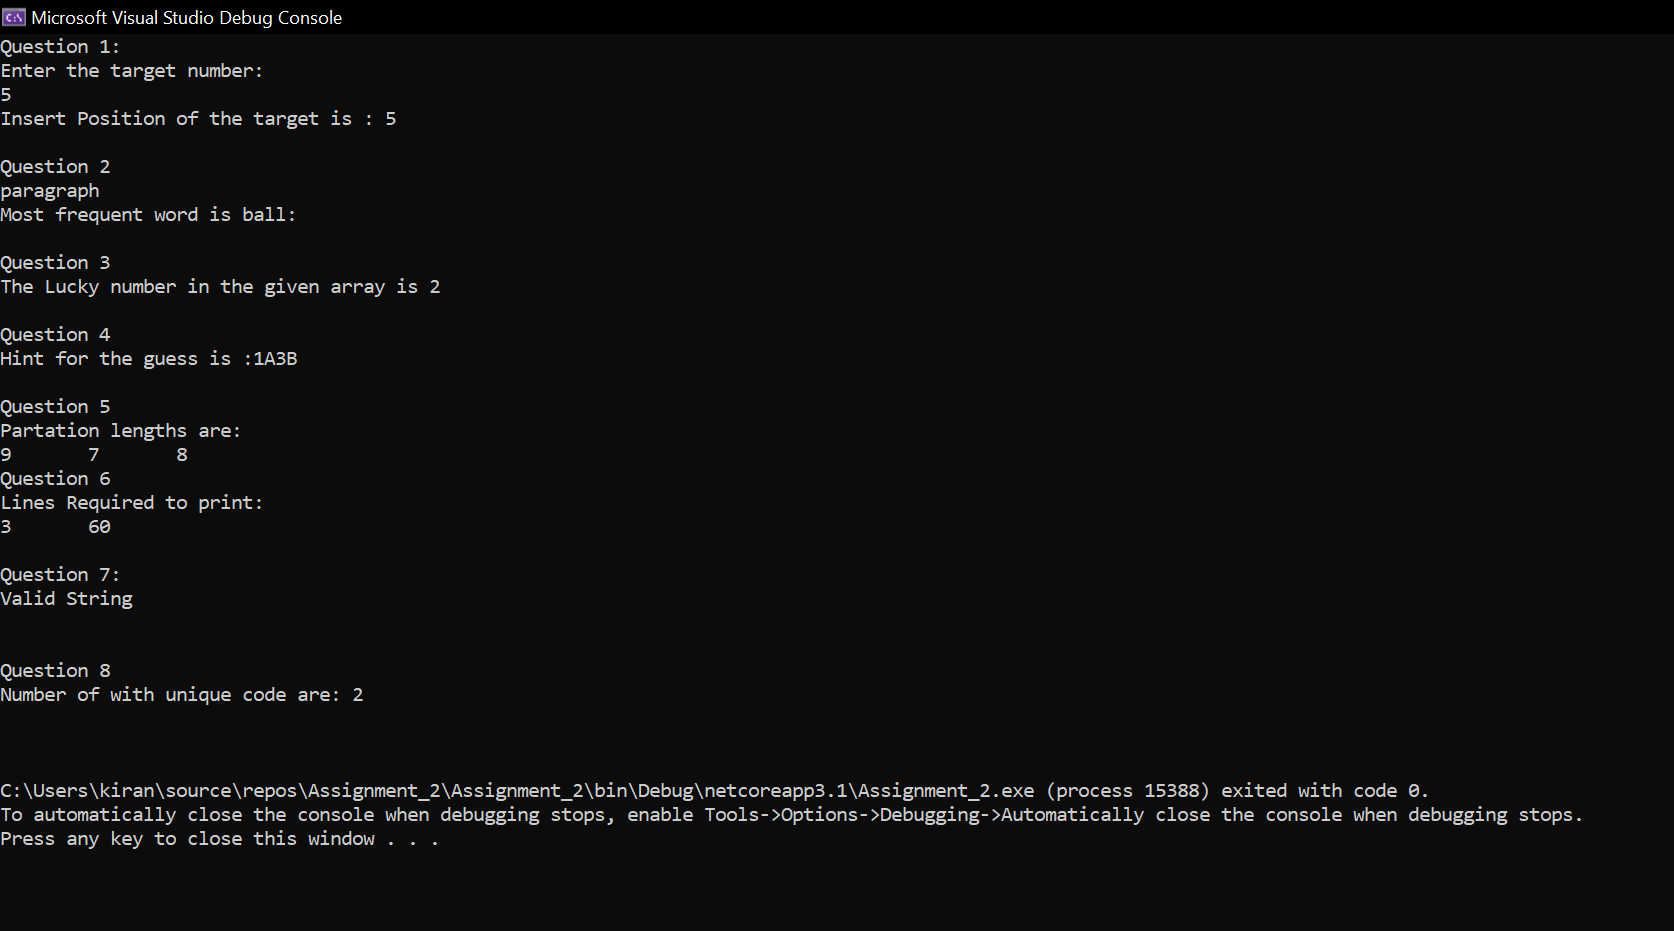 Microsoft Visual Studio Debug Console
Question 1:
Enter the target number:
5
Insert Position of the target is : 5
Question 2
paragraph
Most frequent word is ball:
Question 3
The Lucky number in the given array is 2
Question 4
Hint for the guess is :1A3B
Question 5
Partation lengths are:
9       7       8
Question 6
Lines Required to print:
3       60
Question 7:
Valid String
Question 8
Number of with unique code are: 2
C:\Users\kiran\source\repos\Assignment_2\Assignment_2\bin\Debug\netcoreapp3.1\Assignment_2.exe (process 15388) exited with code 0.
To automatically close the console when debugging stops, enable Tools->Options->Debugging->Automatically close the console when debugging stops.
Press any key to close this window . . .